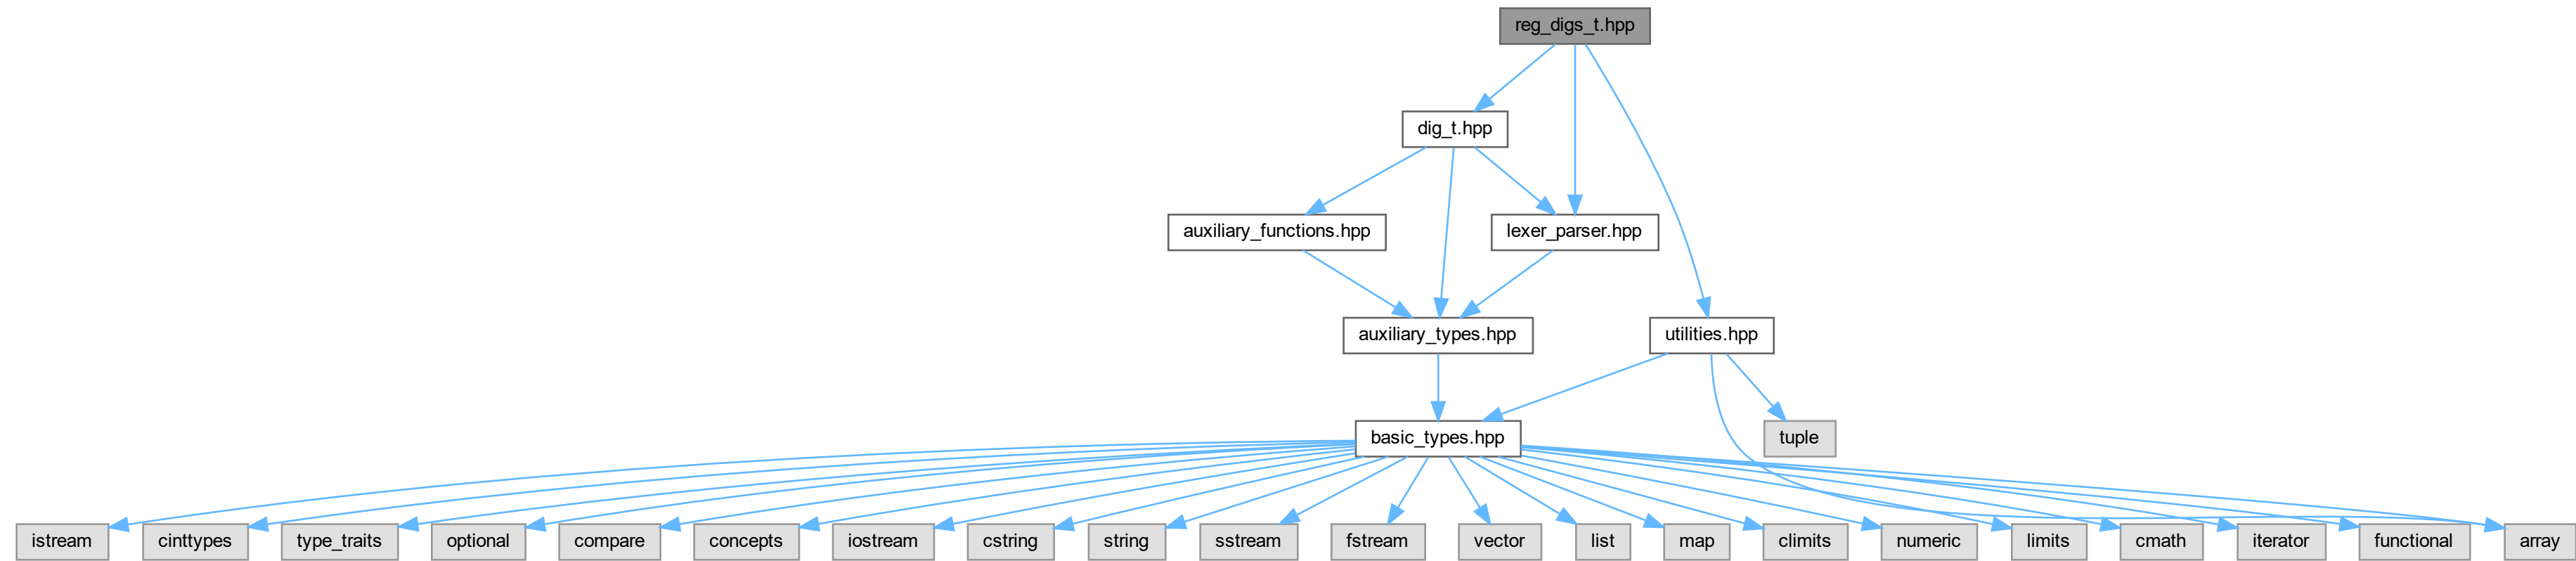 reg_digs_t.hpp
dig_t.hpp
auxiliary_functions.hpp
lexer_parser.hpp
auxiliary_types.hpp
utilities.hpp
basic_types.hpp
tuple
istream
cinttypes
type_traits
optional
compare
concepts
iostream
cstring
string
sstream
fstream
vector
list
map
climits
numeric
limits
cmath
iterator
functional
array